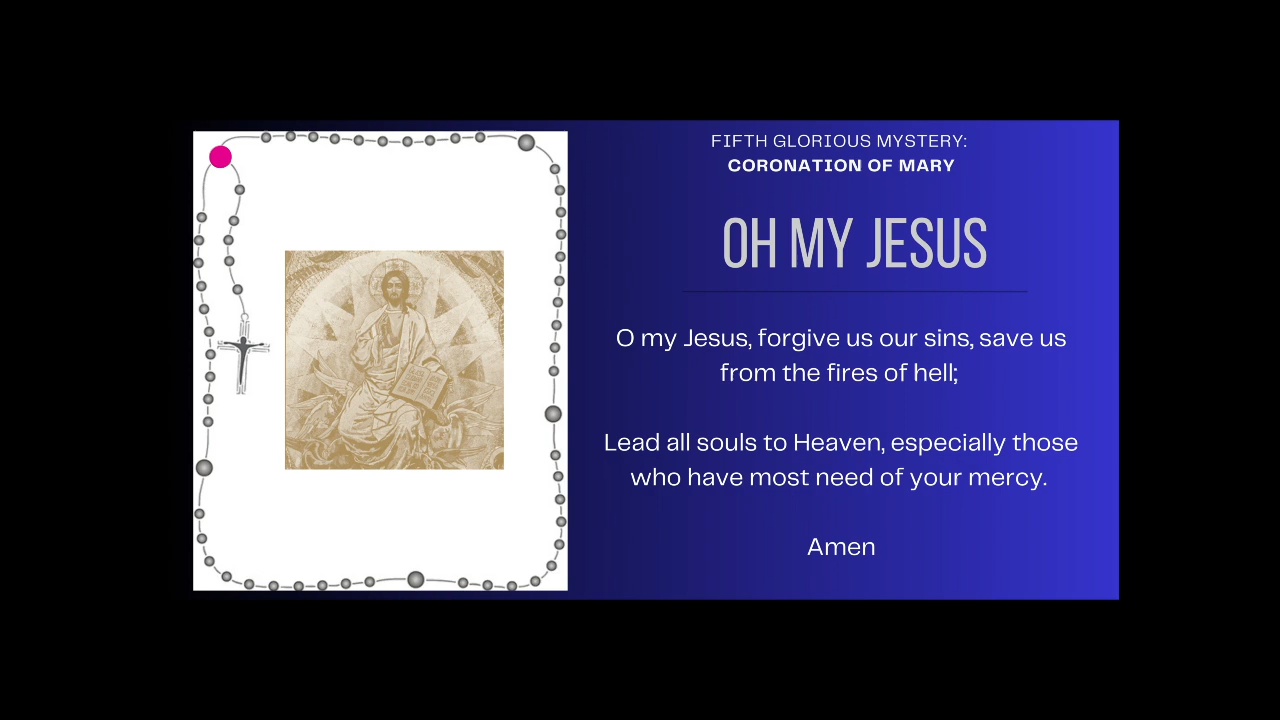 FIFTH GLORIOUS MYSTERY:
CORONATION OF MARY
OH MY JESUS
O my Jesus, forgive us our sins, save us
from the fires of hell;
Lead all souls to Heaven, especially those
who have most need of your mercy.
Amen